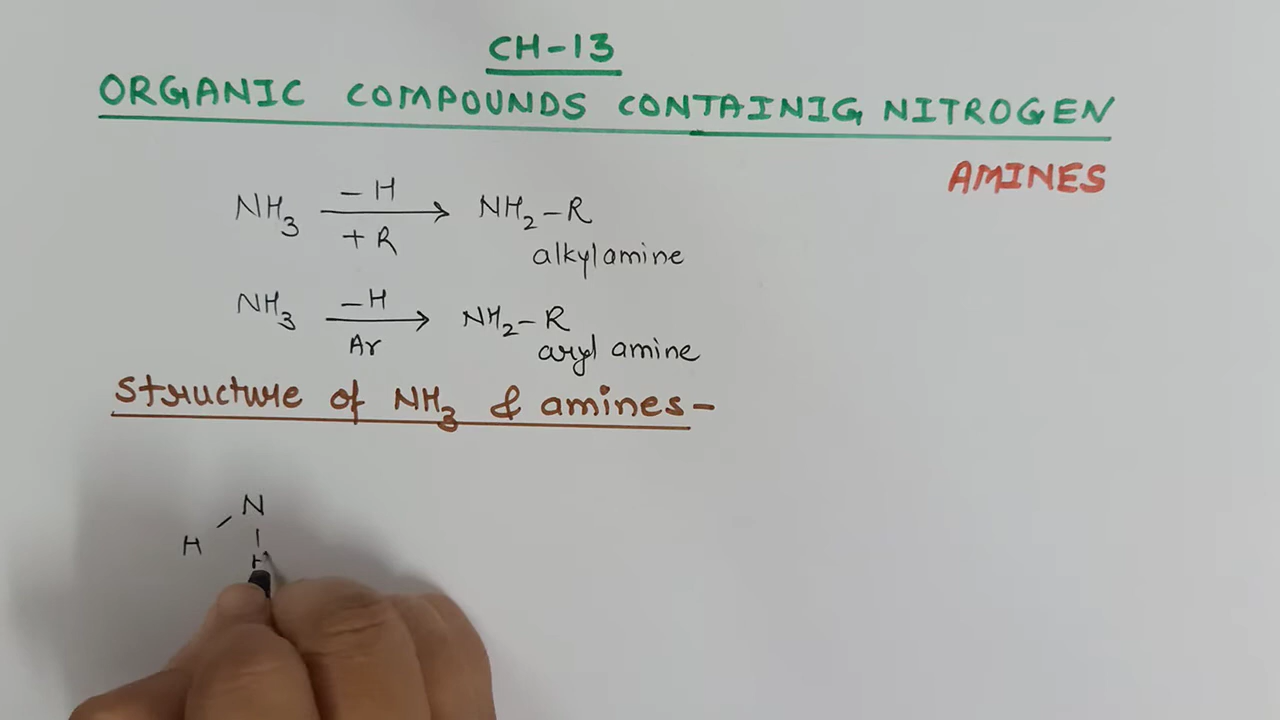 CH-13
ORGANIC COMPOUNDS CONTAINIG NITROGEN
AMINES
NH₃ -H + R → NH₂-R
alkylamine
NH₃ -H Ar → NH₂-R
aryl amine
Structure of NH₃ & amines-
N
H H